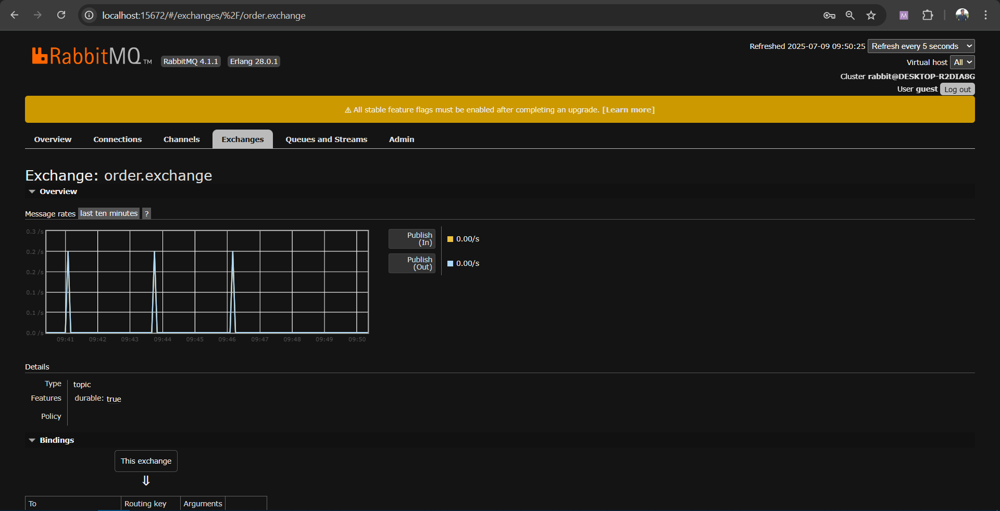 localhost:15672/#/exchanges/%2F/order.exchange
M
RabbitMQ TM
RabbitMQ 4.1.1
Erlang 28.0.1
Refreshed 2025-07-09 09:50:25
Refresh every 5 seconds
Virtual host
All
Cluster rabbit@DESKTOP-R2DIA8G
User guest
Log out
⚠ All stable feature flags must be enabled after completing an upgrade. [Learn more]
Overview
Connections
Channels
Exchanges
Queues and Streams
Admin
Exchange: order.exchange
Overview
Message rates last ten minutes ?
0.3 /s
0.2 /s
0.2 /s
0.1 /s
0.1 /s
0.0 /s
09:41 09:42 09:43 09:44 09:45 09:46 09:47 09:48 09:49 09:50
Publish
(In)
0.00/s
Publish
(Out)
0.00/s
Details
Type topic
Features durable: true
Policy
Bindings
This exchange
⇓
To Routing key Arguments